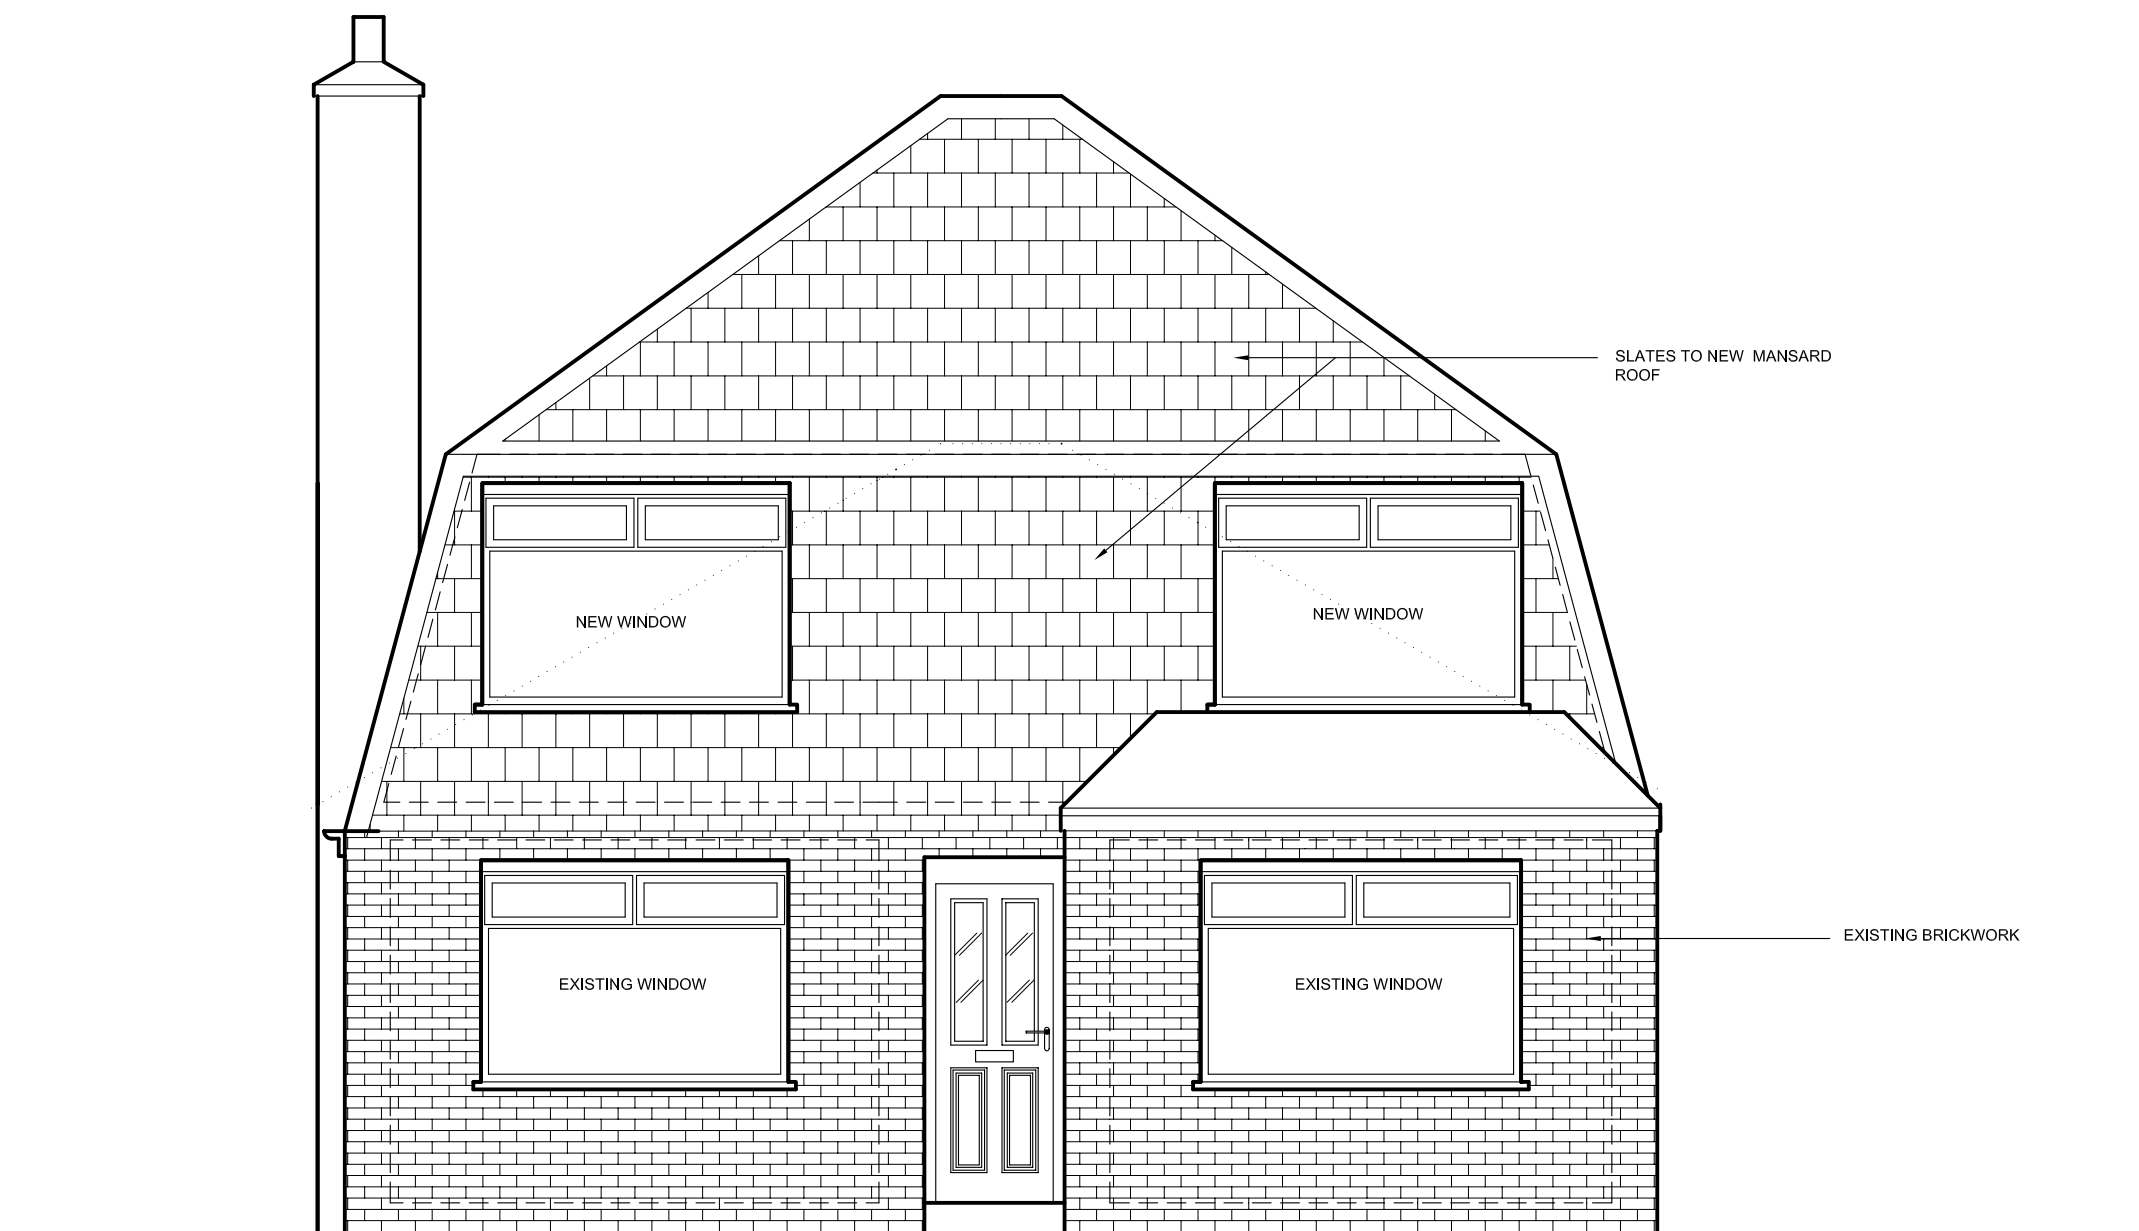 SLATES TO NEW MANSARD
ROOF
NEW WINDOW
NEW WINDOW
EXISTING BRICKWORK
EXISTING WINDOW
EXISTING WINDOW